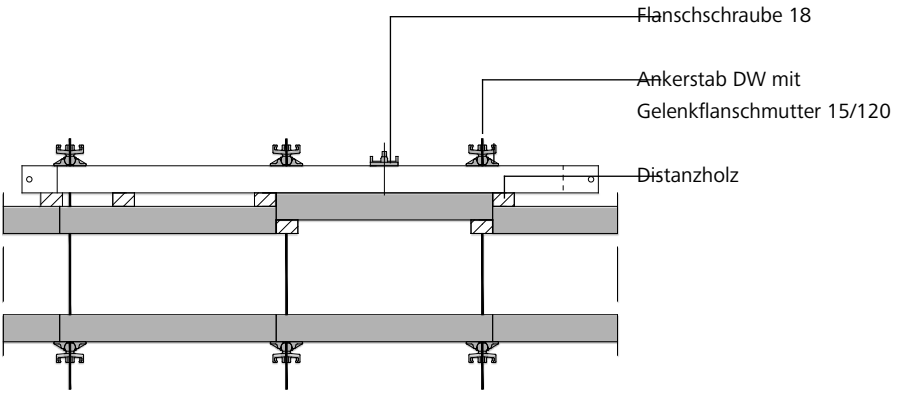 Flanschschraube 18
Ankerstab DW mit
Gelenkflanschmutter 15/120
Distanzholz